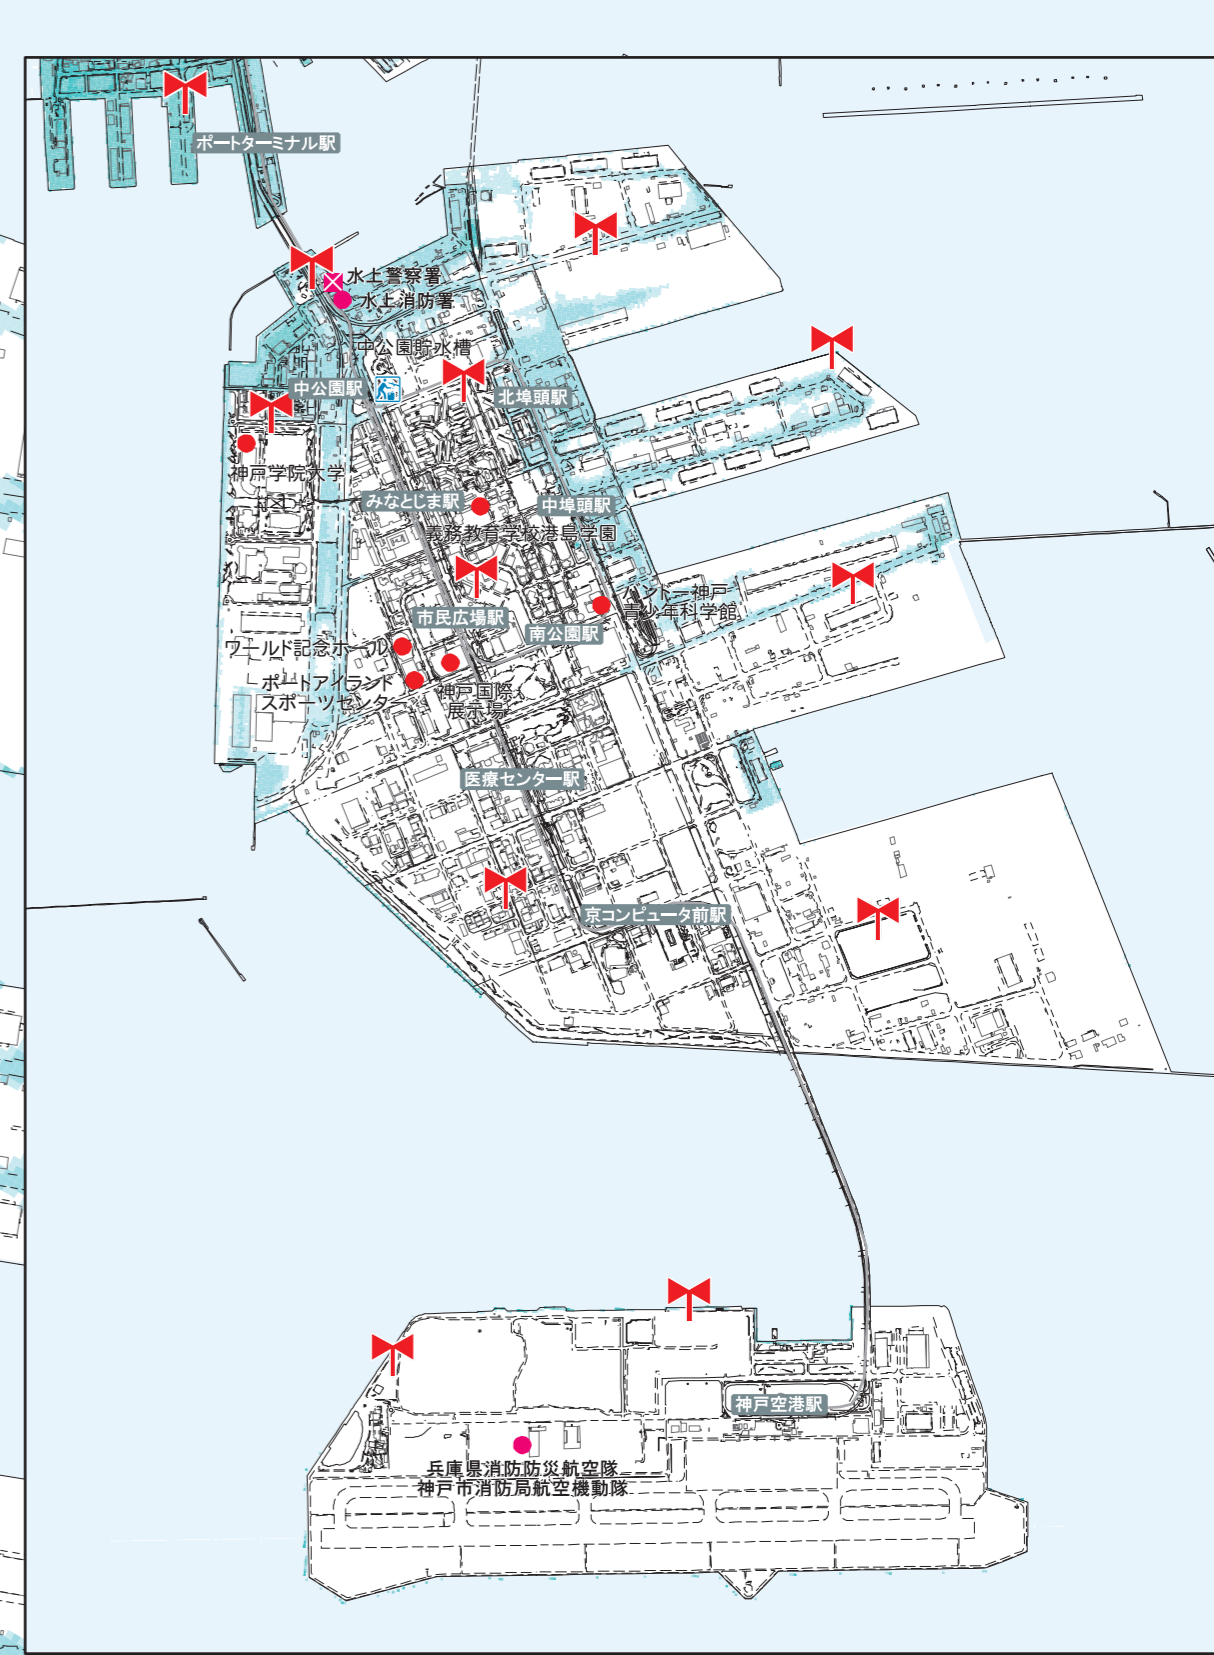 ポートターミナル駅
水上警察署
水上消防署
中公園貯水槽
中公園駅
北埠頭駅
神戸学院大学
みなとじま駅
中埠頭駅
義務教育学校港島学園
バンドー神戸
青少年科学館
市民広場駅
南公園駅
ワールド記念ホール
ポートアイランド
スポーツセンター
神戸国際
展示場
医療センター駅
京コンピュータ前駅
神戸空港駅
兵庫県消防防災航空隊
神戸市消防局航空機動隊